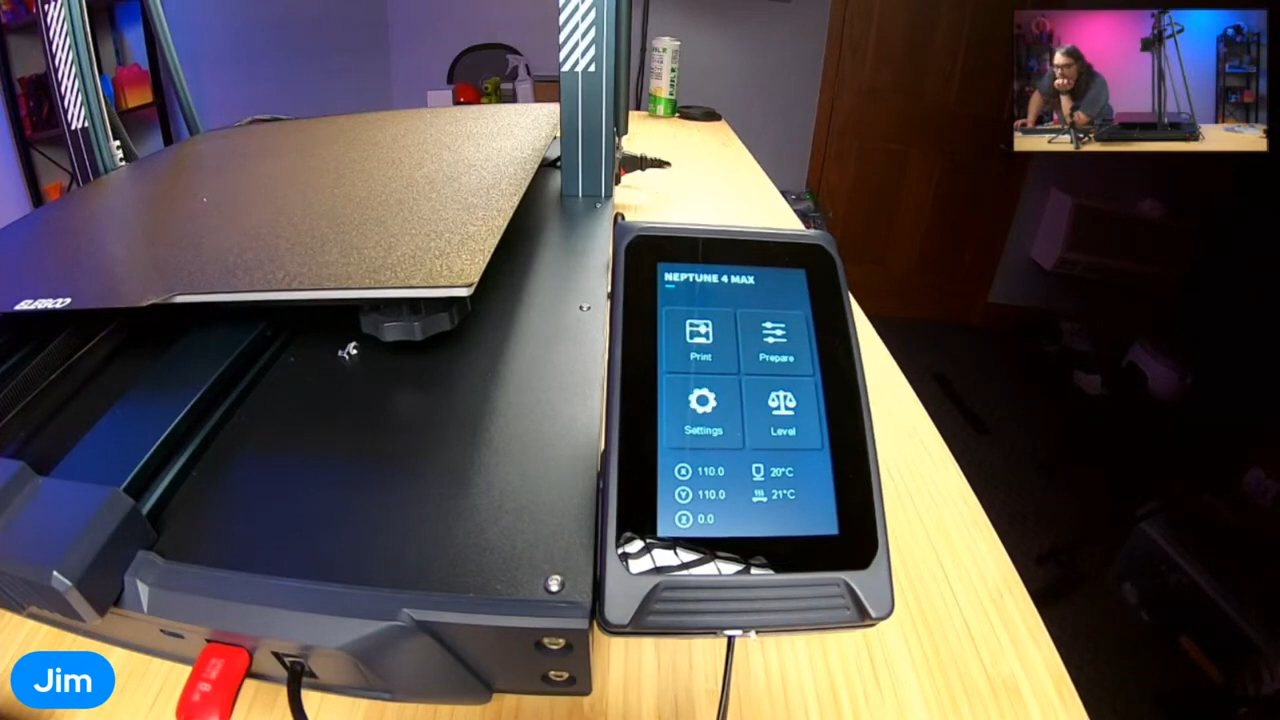 ELEGOO
NEPTUNE 4 MAX
Print
Prepare
Settings
Level
X 110.0
20°C
Y 110.0
21°C
Z 0.0
Jim